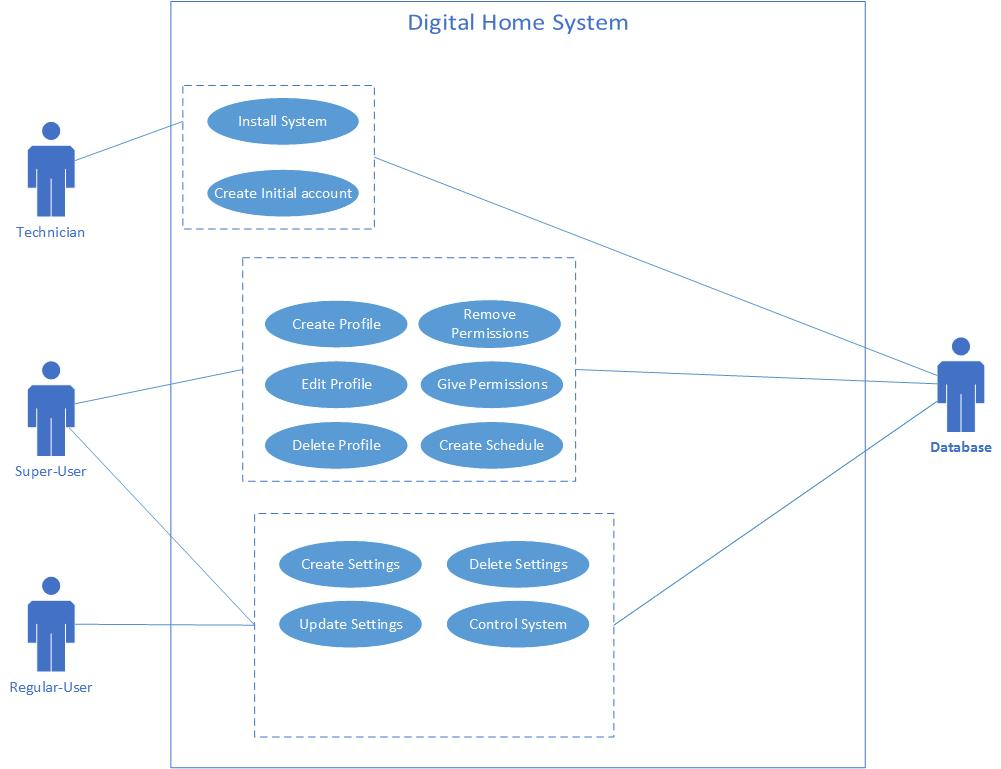 Digital Home System
Install System
Create Initial account
Technician
Create Profile
Remove
Permissions
Edit Profile
Give Permissions
Delete Profile
Create Schedule
Super-User
Database
Create Settings
Delete Settings
Update Settings
Control System
Regular-User